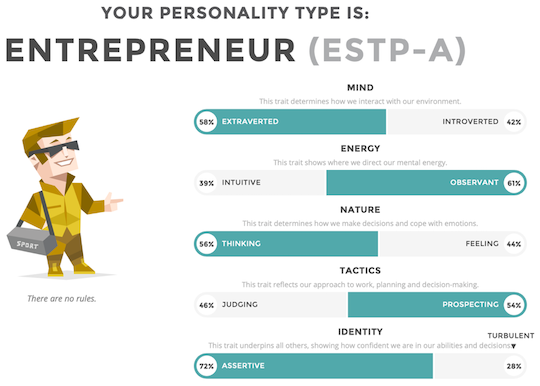 YOUR PERSONALITY TYPE IS:
ENTREPRENEUR (ESTP-A)
MIND
This trait determines how we interact with our environment.
58% EXTRAVERTED INTROVERTED 42%
ENERGY
This trait shows where we direct our mental energy.
39% INTUITIVE OBSERVANT 61%
NATURE
This trait determines how we make decisions and cope with emotions.
56% THINKING FEELING 44%
SPORT
TACTICS
This trait reflects our approach to work, planning and decision-making.
There are no rules.
46% JUDGING PROSPECTING 54%
IDENTITY
TURBULENT
This trait underpins all others, showing how confident we are in our abilities and decisions.
72% ASSERTIVE 28%